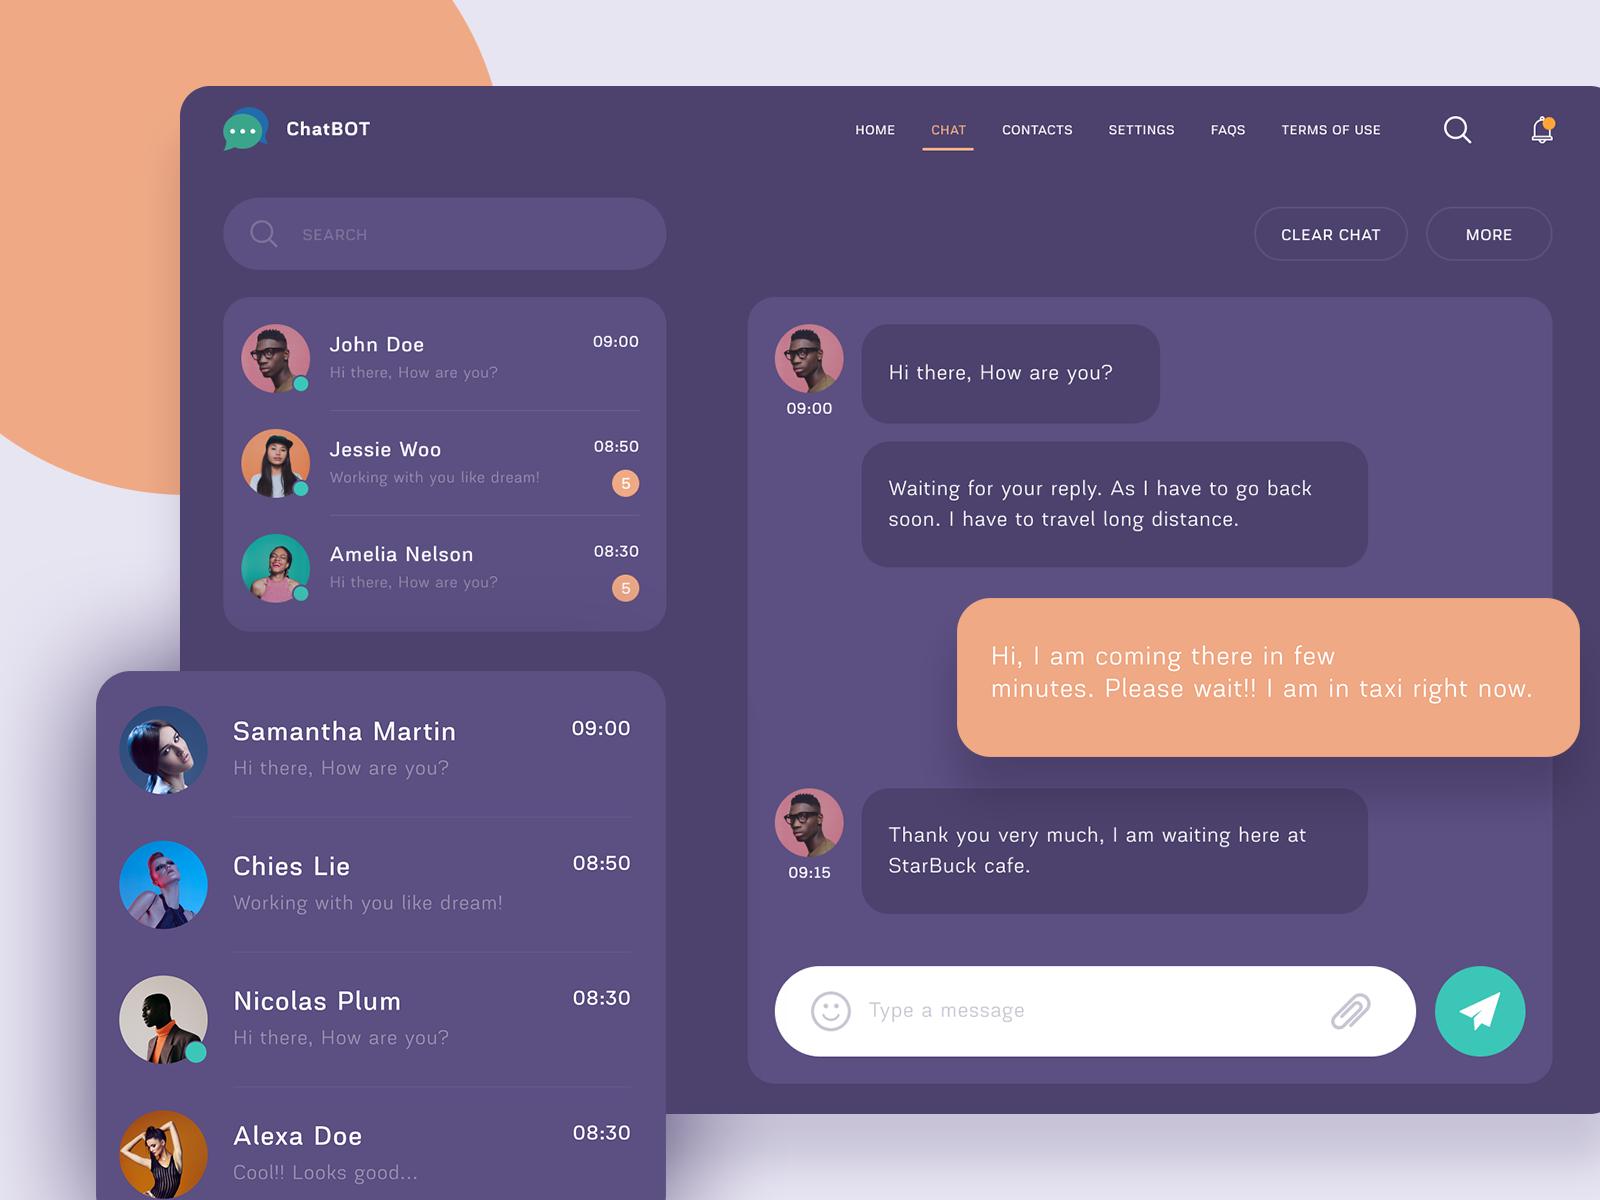 ChatBOT
HOME
CHAT
CONTACTS
SETTINGS
FAQS
TERMS OF USE
SEARCH
CLEAR CHAT
MORE
John Doe
09:00
Hi there, How are you?
Jessie Woo
08:50
Working with you like dream!
5
Amelia Nelson
08:30
Hi there, How are you?
5
Samantha Martin
09:00
Hi there, How are you?
Chies Lie
08:50
Working with you like dream!
Nicolas Plum
08:30
Hi there, How are you?
Alexa Doe
08:30
Cool!! Looks good...
Hi there, How are you?
09:00
Waiting for your reply. As I have to go back
soon. I have to travel long distance.
Hi, I am coming there in few
minutes. Please wait!! I am in taxi right now.
Thank you very much, I am waiting here at
StarBuck cafe.
09:15
Type a message